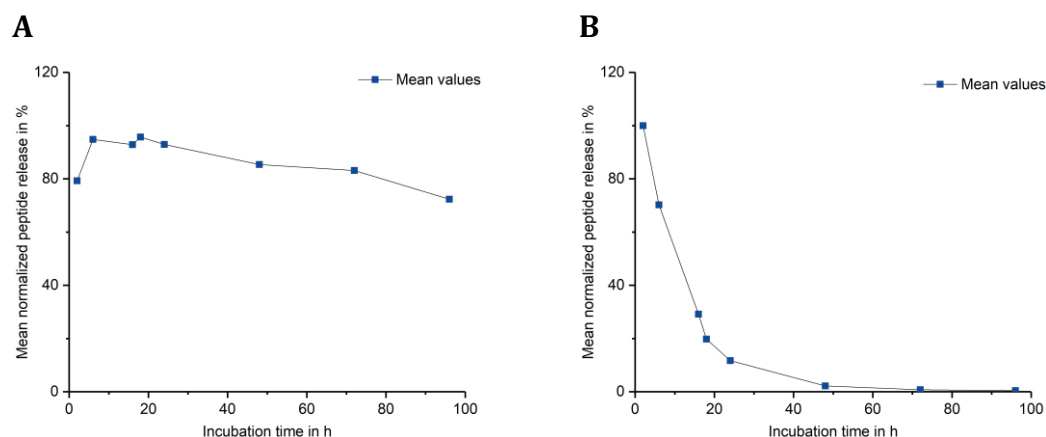 A
B
Mean normalized peptide release in %
120
80
40
0
Mean values
0 20 40 60 80 100
Incubation time in h
Mean normalized peptide release in %
120
80
40
0
Mean values
0 20 40 60 80 100
Incubation time in h